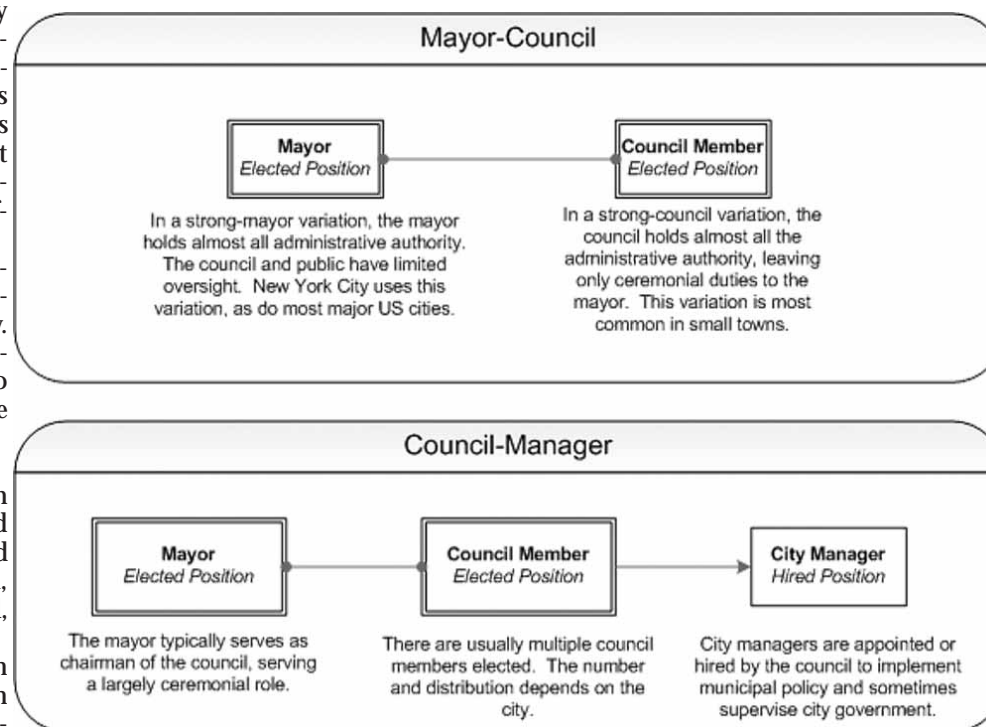 Mayor-Council
Mayor
Elected Position
In a strong-mayor variation, the mayor
holds almost all administrative authority.
The council and public have limited
oversight. New York City uses this
variation, as do most major US cities.
Council Member
Elected Position
In a strong-council variation, the
council holds almost all the
administrative authority, leaving
only ceremonial duties to the
mayor. This variation is most
common in small towns.
Council-Manager
Mayor
Elected Position
The mayor typically serves as
chairman of the council, serving
a largely ceremonial role.
Council Member
Elected Position
There are usually multiple council
members elected. The number
and distribution depends on the
city.
City Manager
Hired Position
City managers are appointed or
hired by the council to implement
municipal policy and sometimes
supervise city government.